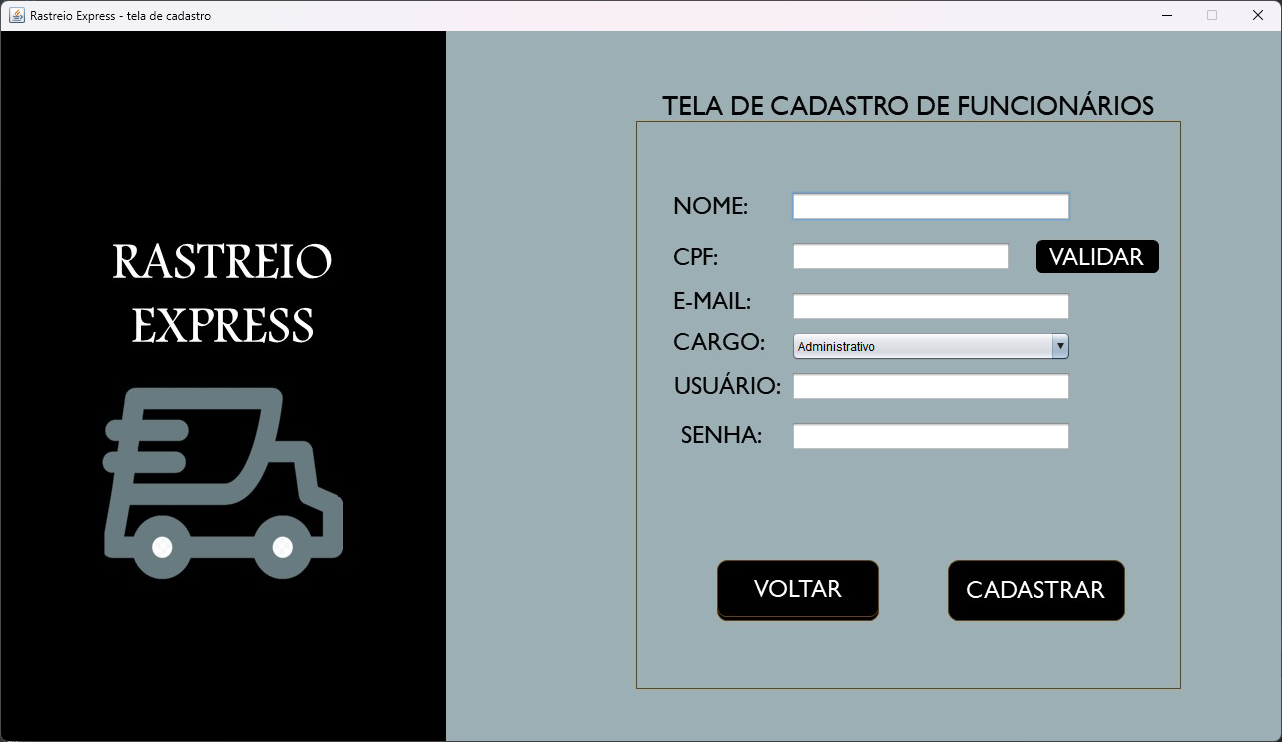 Rastreio Express - tela de cadastro
RASTREIO
EXPRESS
TELA DE CADASTRO DE FUNCIONÁRIOS
NOME:
CPF:
VALIDAR
E-MAIL:
CARGO:
Administrativo
USUÁRIO:
SENHA:
VOLTAR
CADASTRAR